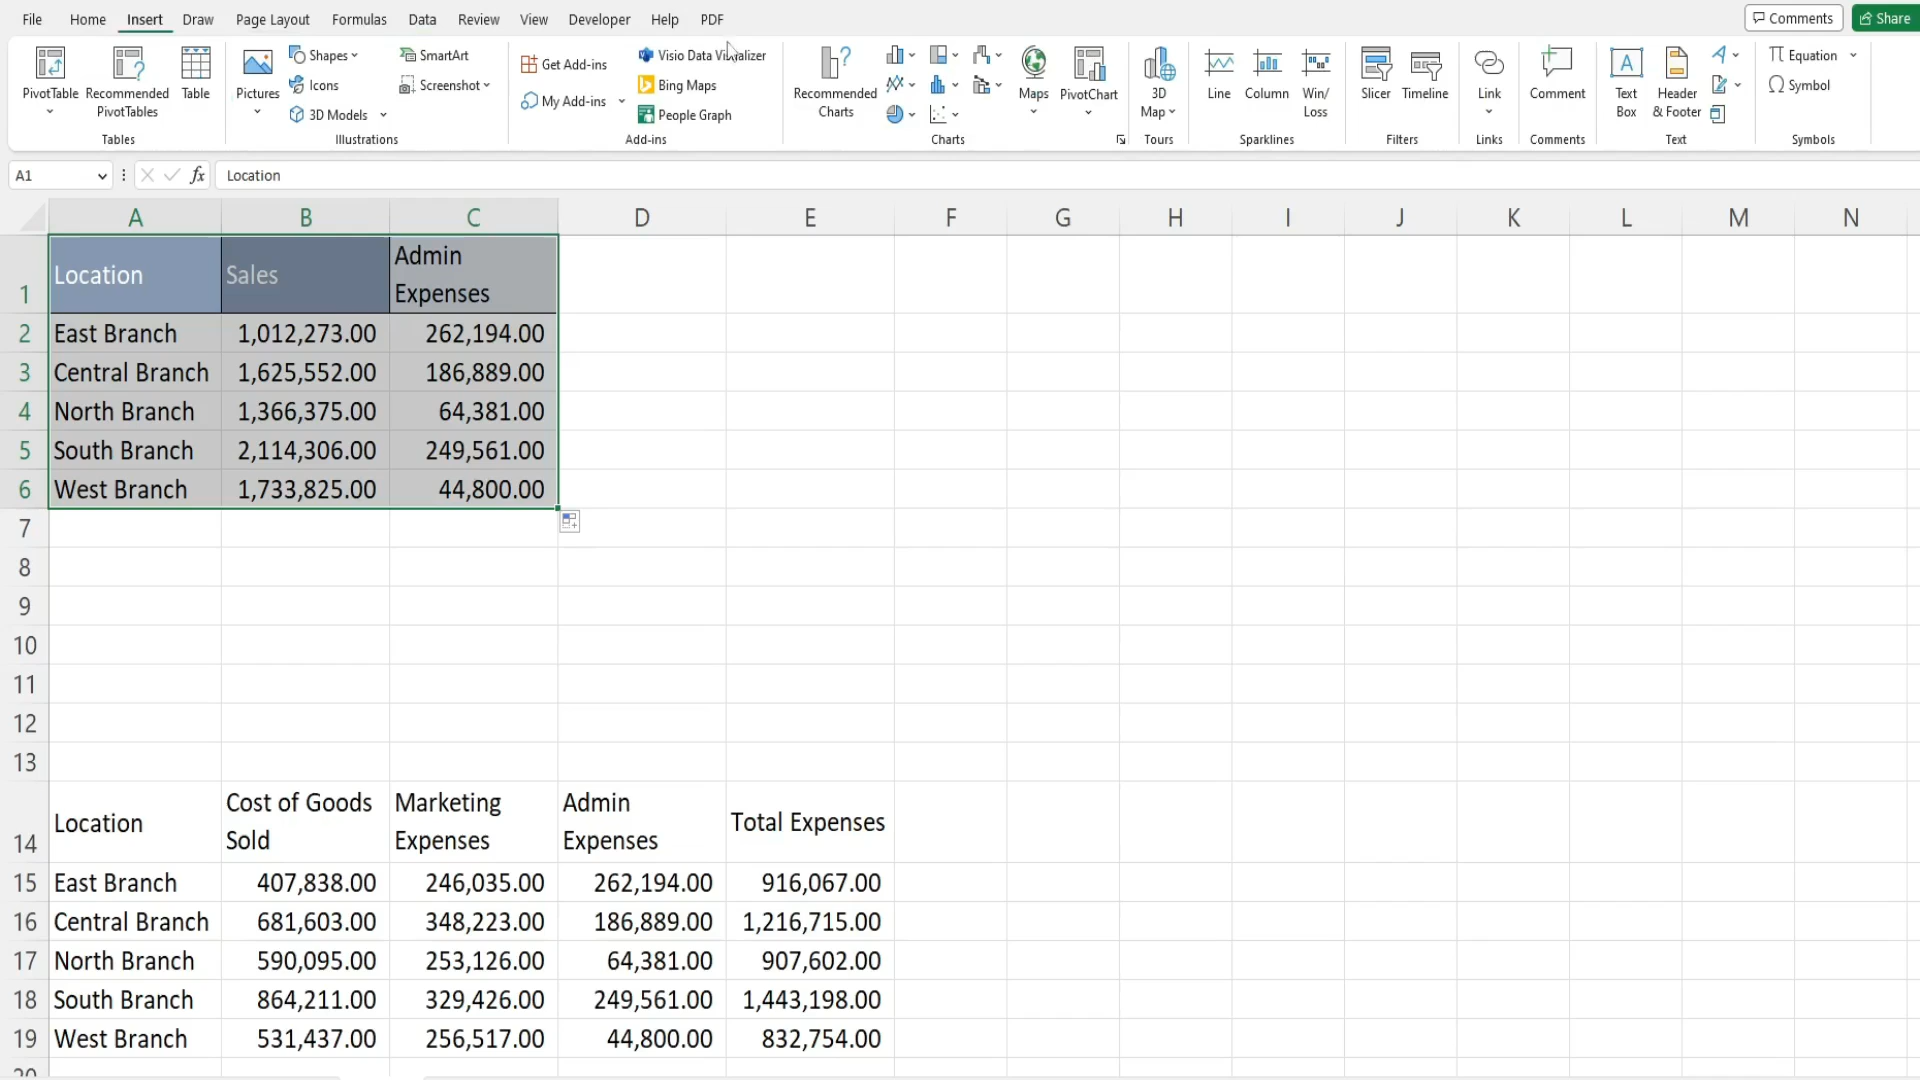 File Home Insert Draw Page Layout Formulas Data Review View Developer Help PDF Comments Share
PivotTable
Recommended
PivotTables
Table
Tables
Pictures
Shapes
Icons
3D Models
SmartArt
Screenshot
Illustrations
Get Add-ins
My Add-ins
Visio Data Visualizer
Bing Maps
People Graph
Add-ins
Recommended
Charts
Maps
PivotChart
Charts
3D
Map
Tours
Line
Column
Win/
Loss
Sparklines
Slicer
Timeline
Filters
Link
Links
Comment
Comments
Text
Box
Header
& Footer
Text
Equation
Symbol
Symbols
A1 fx Location
A B C D E F G H I J K L M N
1 Location Sales Admin
Expenses
2 East Branch 1,012,273.00 262,194.00
3 Central Branch 1,625,552.00 186,889.00
4 North Branch 1,366,375.00 64,381.00
5 South Branch 2,114,306.00 249,561.00
6 West Branch 1,733,825.00 44,800.00
7
8
9
10
11
12
13
14 Location Cost of Goods
Sold
Marketing
Expenses
Admin
Expenses
Total Expenses
15 East Branch 407,838.00 246,035.00 262,194.00 916,067.00
16 Central Branch 681,603.00 348,223.00 186,889.00 1,216,715.00
17 North Branch 590,095.00 253,126.00 64,381.00 907,602.00
18 South Branch 864,211.00 329,426.00 249,561.00 1,443,198.00
19 West Branch 531,437.00 256,517.00 44,800.00 832,754.00
20